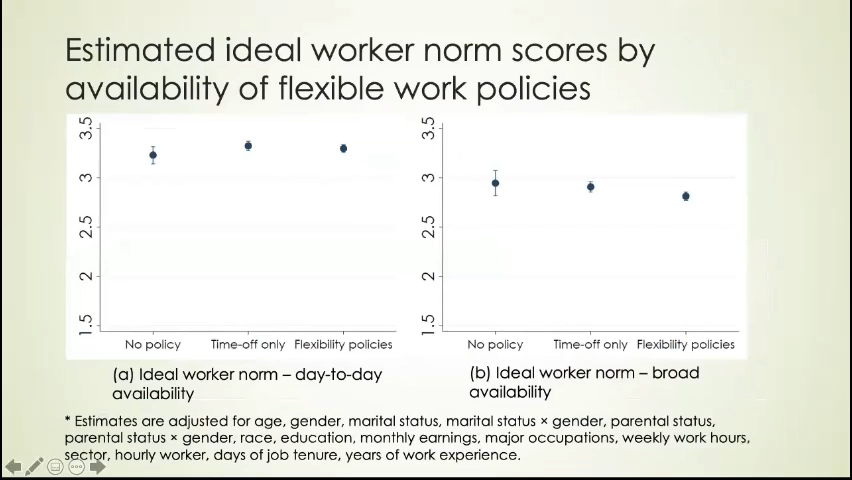 Estimated ideal worker norm scores by
availability of flexible work policies
3.5
3
2.5
2
1.5
No policy
Time-off only
Flexibility policies
3.5
3
2.5
2
1.5
No policy
Time-off only
Flexibility policies
(a) Ideal worker norm – day-to-day
availability
(b) Ideal worker norm – broad
availability
* Estimates are adjusted for age, gender, marital status, marital status × gender, parental status,
parental status × gender, race, education, monthly earnings, major occupations, weekly work hours,
sector, hourly worker, days of job tenure, years of work experience.